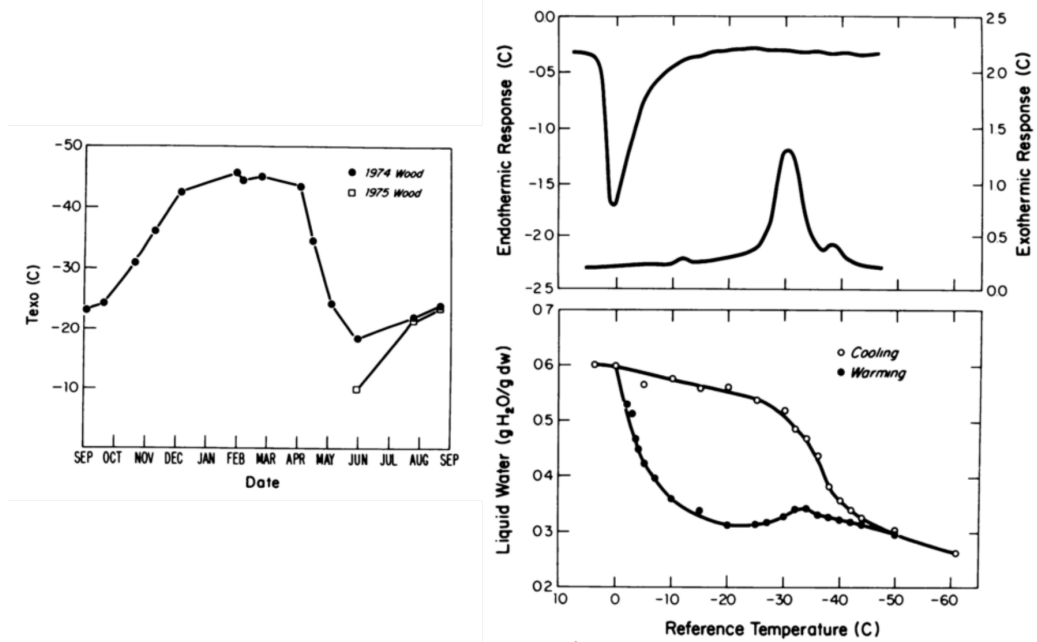 -50
-40
-30
-20
-10
Texo (C)
● 1974 Wood
□ 1975 Wood
SEP OCT NOV DEC JAN FEB MAR APR MAY JUN JUL AUG SEP
Date
00
-05
-10
-15
-20
-25
Endothermic Response (C)
25
20
15
10
05
00
Exothermic Response (C)
07
06
05
04
03
02
Liquid Water (g H₂O/g dw)
○ Cooling
● Warming
10 0 -10 -20 -30 -40 -50 -60
Reference Temperature (C)